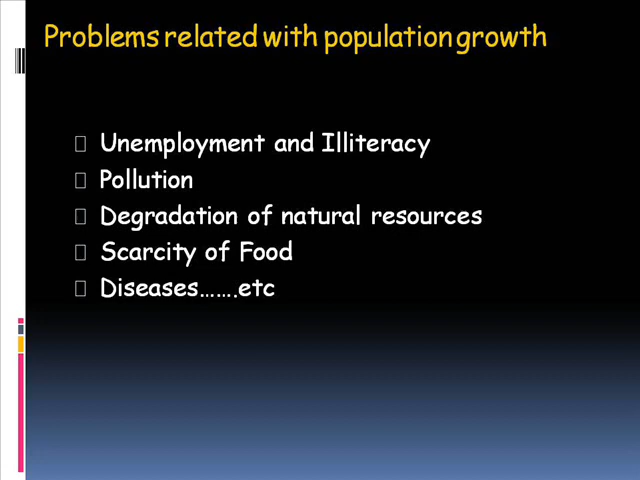 Problems related with population growth
Unemployment and Illiteracy
Pollution
Degradation of natural resources
Scarcity of Food
Diseases…….etc